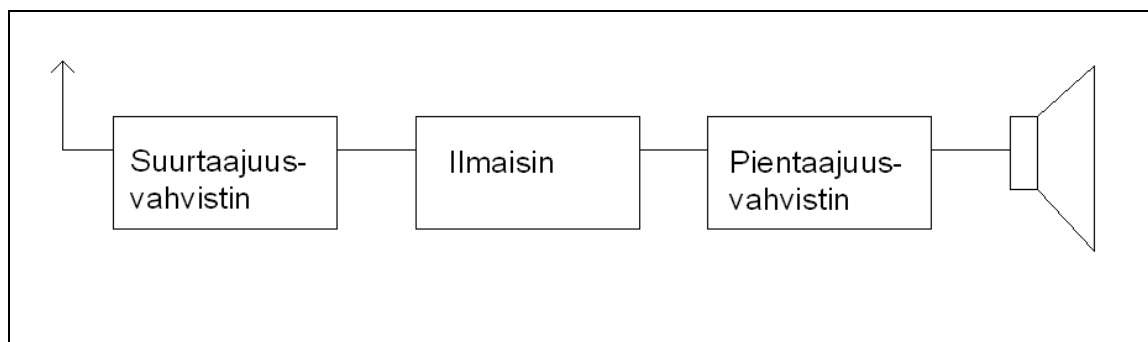 Suurtaajuus-
vahvistin
Ilmaisin
Pientaajuus-
vahvistin